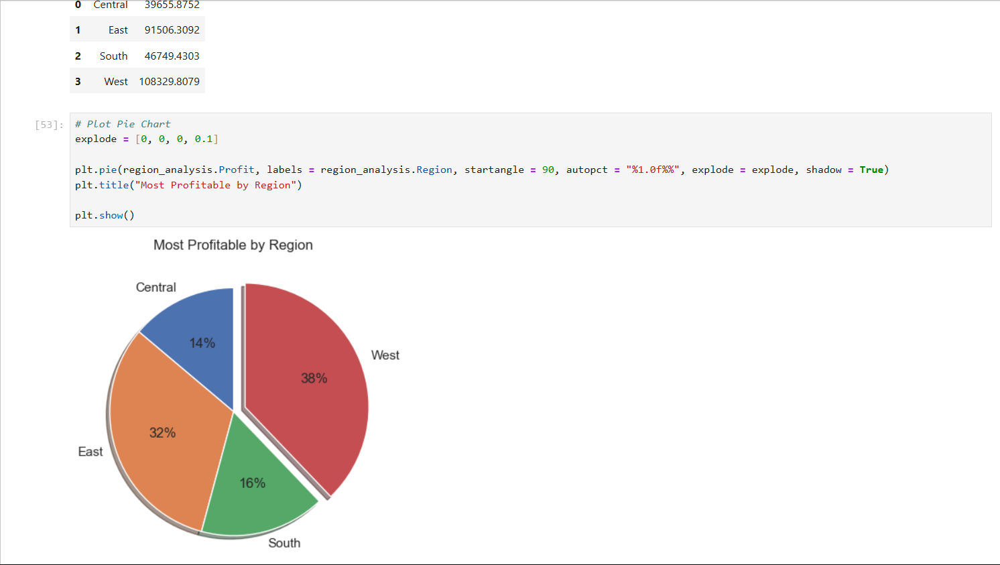 0 Central 39655.8752
1 East 91506.3092
2 South 46749.4303
3 West 108329.8079
[53]:
# Plot Pie Chart
explode = [0, 0, 0, 0.1]
plt.pie(region_analysis.Profit, labels = region_analysis.Region, startangle = 90, autopct = "%1.0f%%", explode = explode, shadow = True)
plt.title("Most Profitable by Region")
plt.show()
Most Profitable by Region
Central
14%
West
38%
32%
East
16%
South